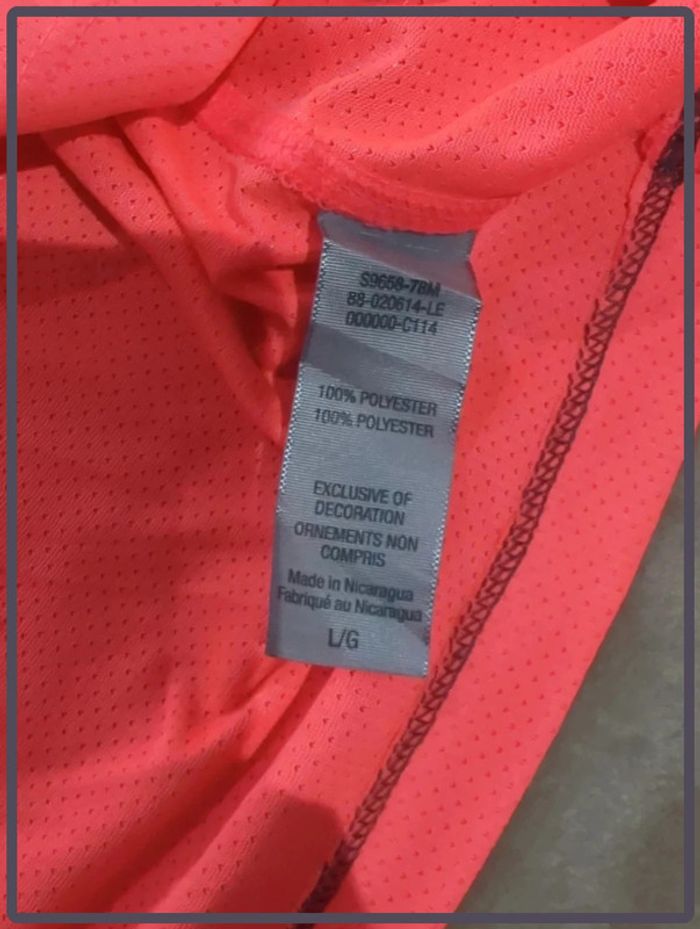 S9658-78M
88-020614-LE
000000-C114
100% POLYESTER
100% POLYESTER
EXCLUSIVE OF
DECORATION
ORNEMENTS NON
COMPRIS
Made in Nicaragua
Fabriqué au Nicaragua
L/G